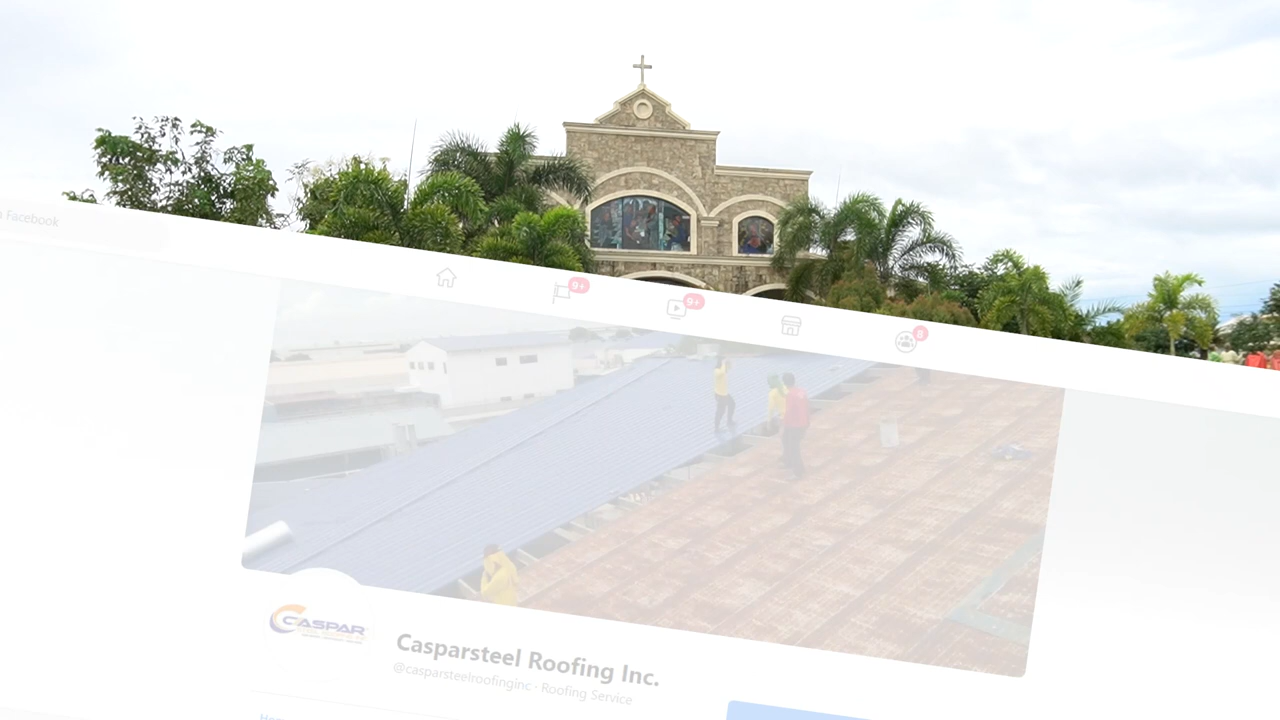 Facebook
9+
9+
8
CASPAR
Casparsteel Roofing Inc.
@casparsteelroofinginc · Roofing Service